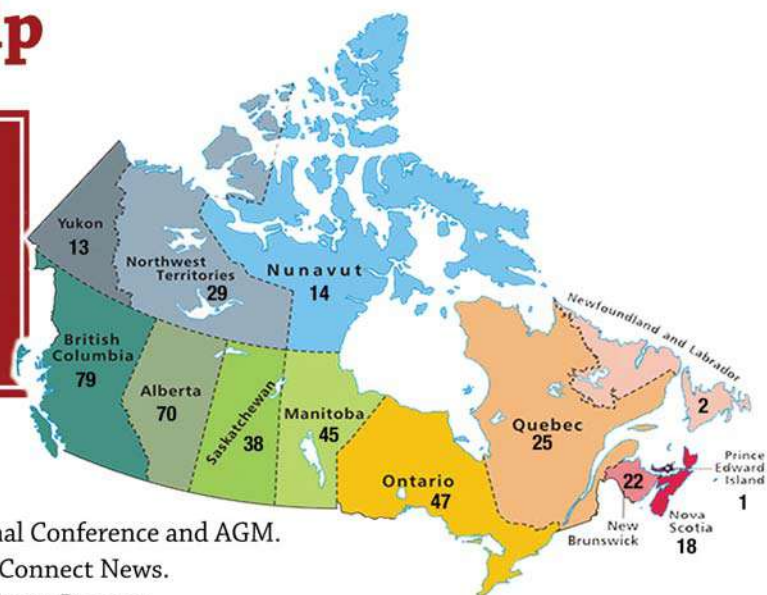 Yukon
13
Northwest
Territories
29
Nunavut
14
British
Columbia
79
Alberta
70
Saskatchewan
38
Manitoba
45
Ontario
47
Quebec
25
Newfoundland and Labrador
2
Prince
Edward
Island
1
22
New
Brunswick
Nova
Scotia
18
Conference and AGM.
Connect News.